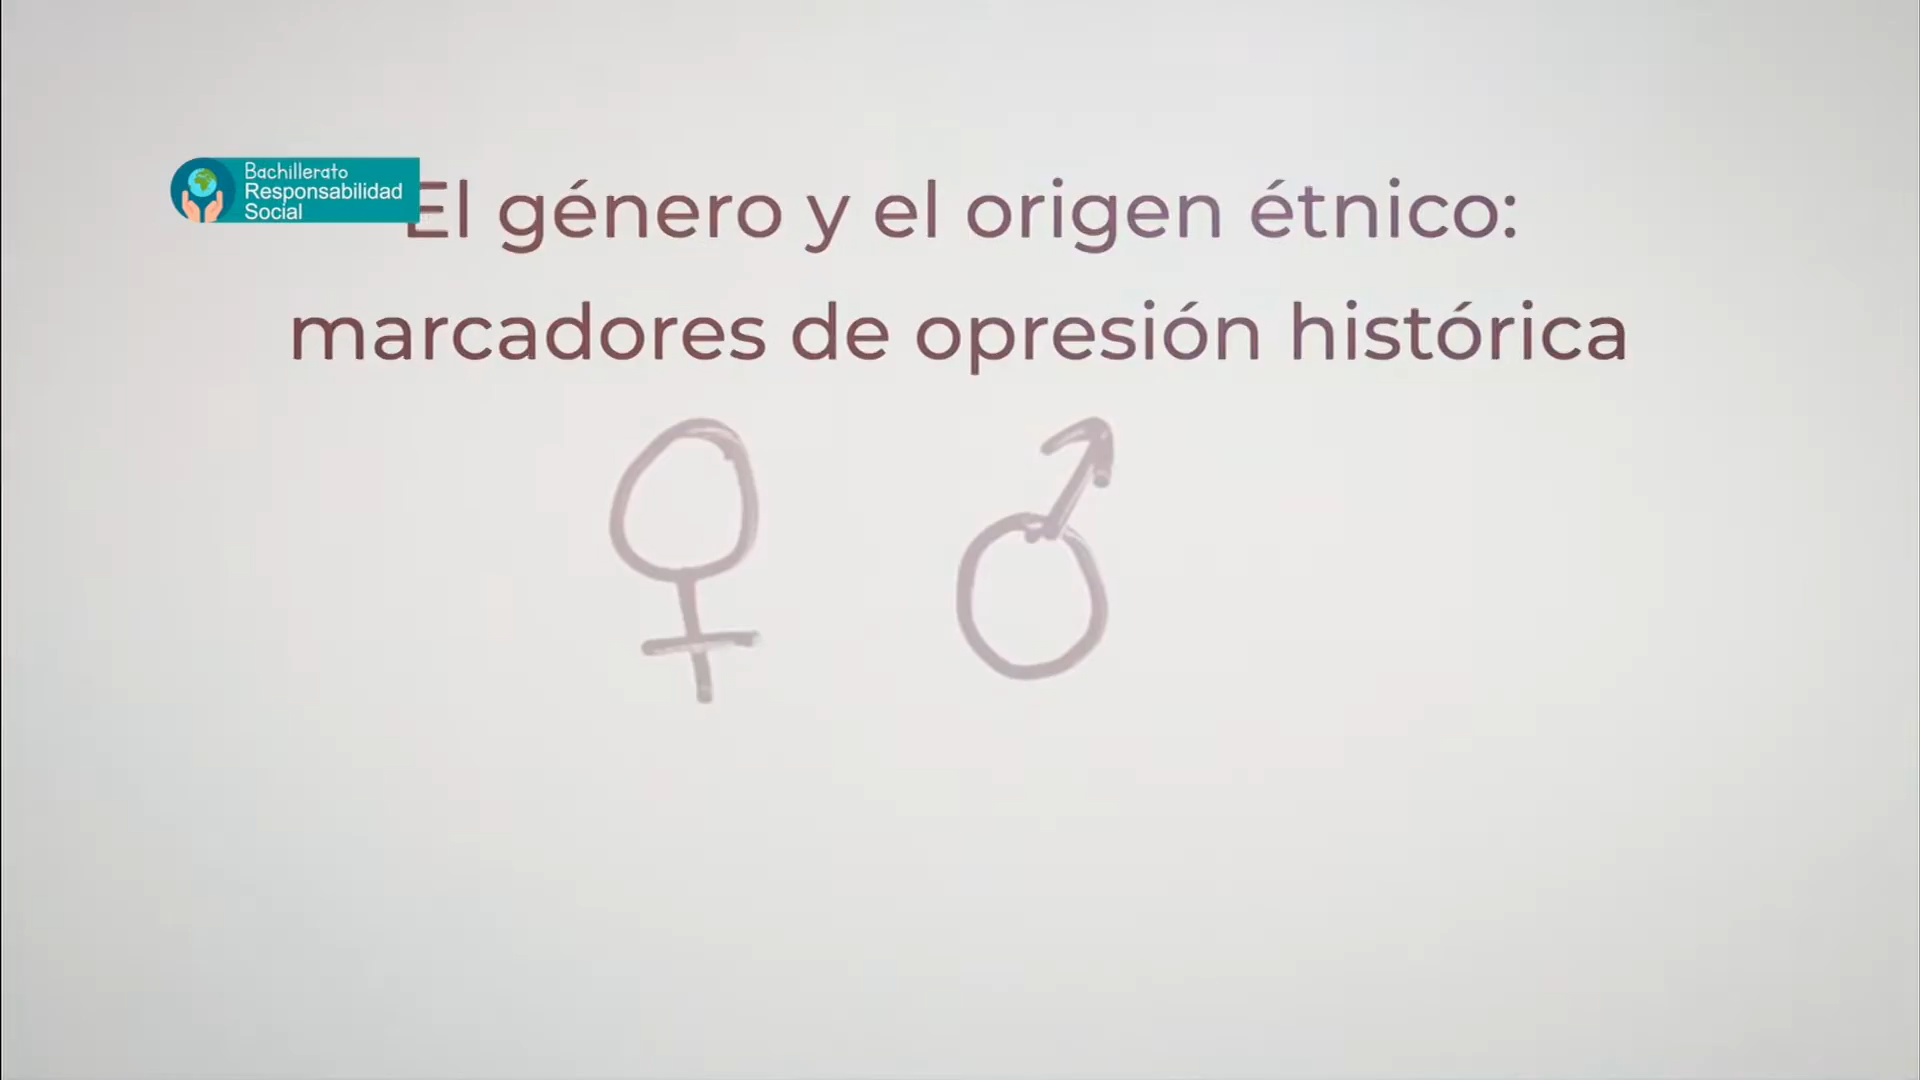 Bachillerato
Responsabilidad
Social
El género y el origen étnico:
marcadores de opresión histórica